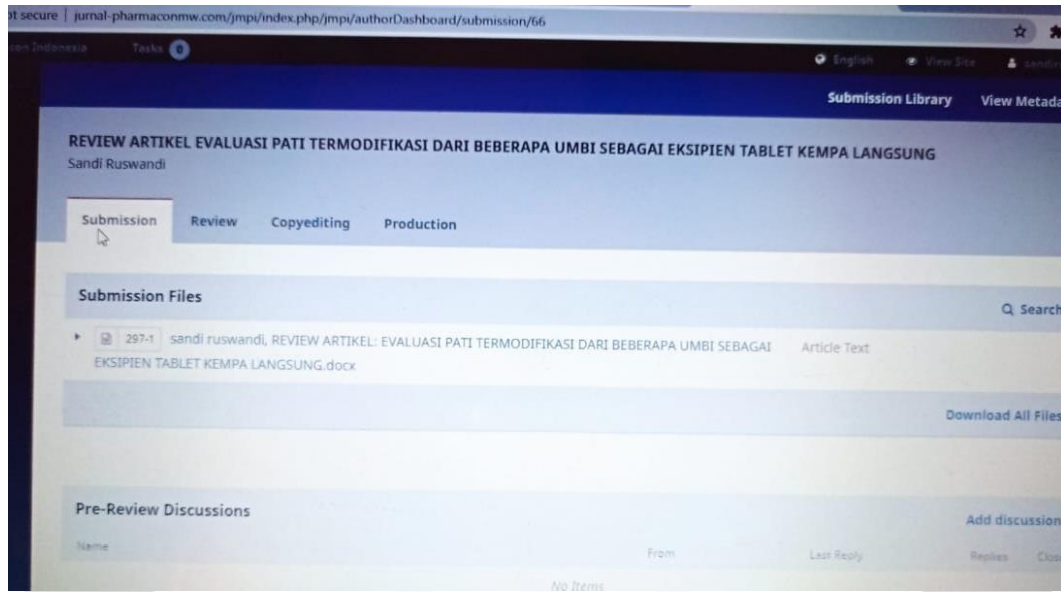 ot secure | jurnal-pharmaconmw.com/jmpi/index.php/jmpi/authorDashboard/submission/66
Indonesia Tasks 0 English View Site
Submission Library View Metada
REVIEW ARTIKEL EVALUASI PATI TERMODIFIKASI DARI BEBERAPA UMBI SEBAGAI EKSIPIEN TABLET KEMPA LANGSUNG
Sandi Ruswandi
Submission Review Copyediting Production
Submission Files
Search
297-1 sandi ruswandi, REVIEW ARTIKEL: EVALUASI PATI TERMODIFIKASI DARI BEBERAPA UMBI SEBAGAI Article Text
EKSIPIEN TABLET KEMPA LANGSUNG.docx
Download All Files
Pre-Review Discussions
Add discussion
Name From Last Reply Replies Clos
No Items